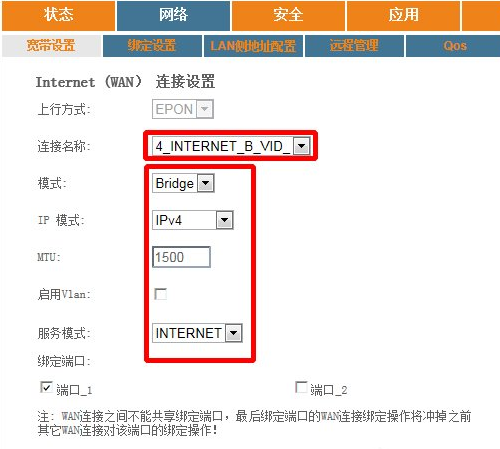 状态 网络 安全 应用
宽带设置 绑定设置 LAN侧地址配置 远程管理 Qos
Internet (WAN) 连接设置
上行方式: EPON
连接名称: 4_INTERNET_B_VID_
模式: Bridge
IP 模式: IPv4
MTU: 1500
启用Vlan:
服务模式: INTERNET
绑定端口:
端口_1 端口_2
注: WAN连接之间不能共享绑定端口，最后绑定端口的WAN连接绑定操作将冲掉之前
其它WAN连接对该端口的绑定操作!